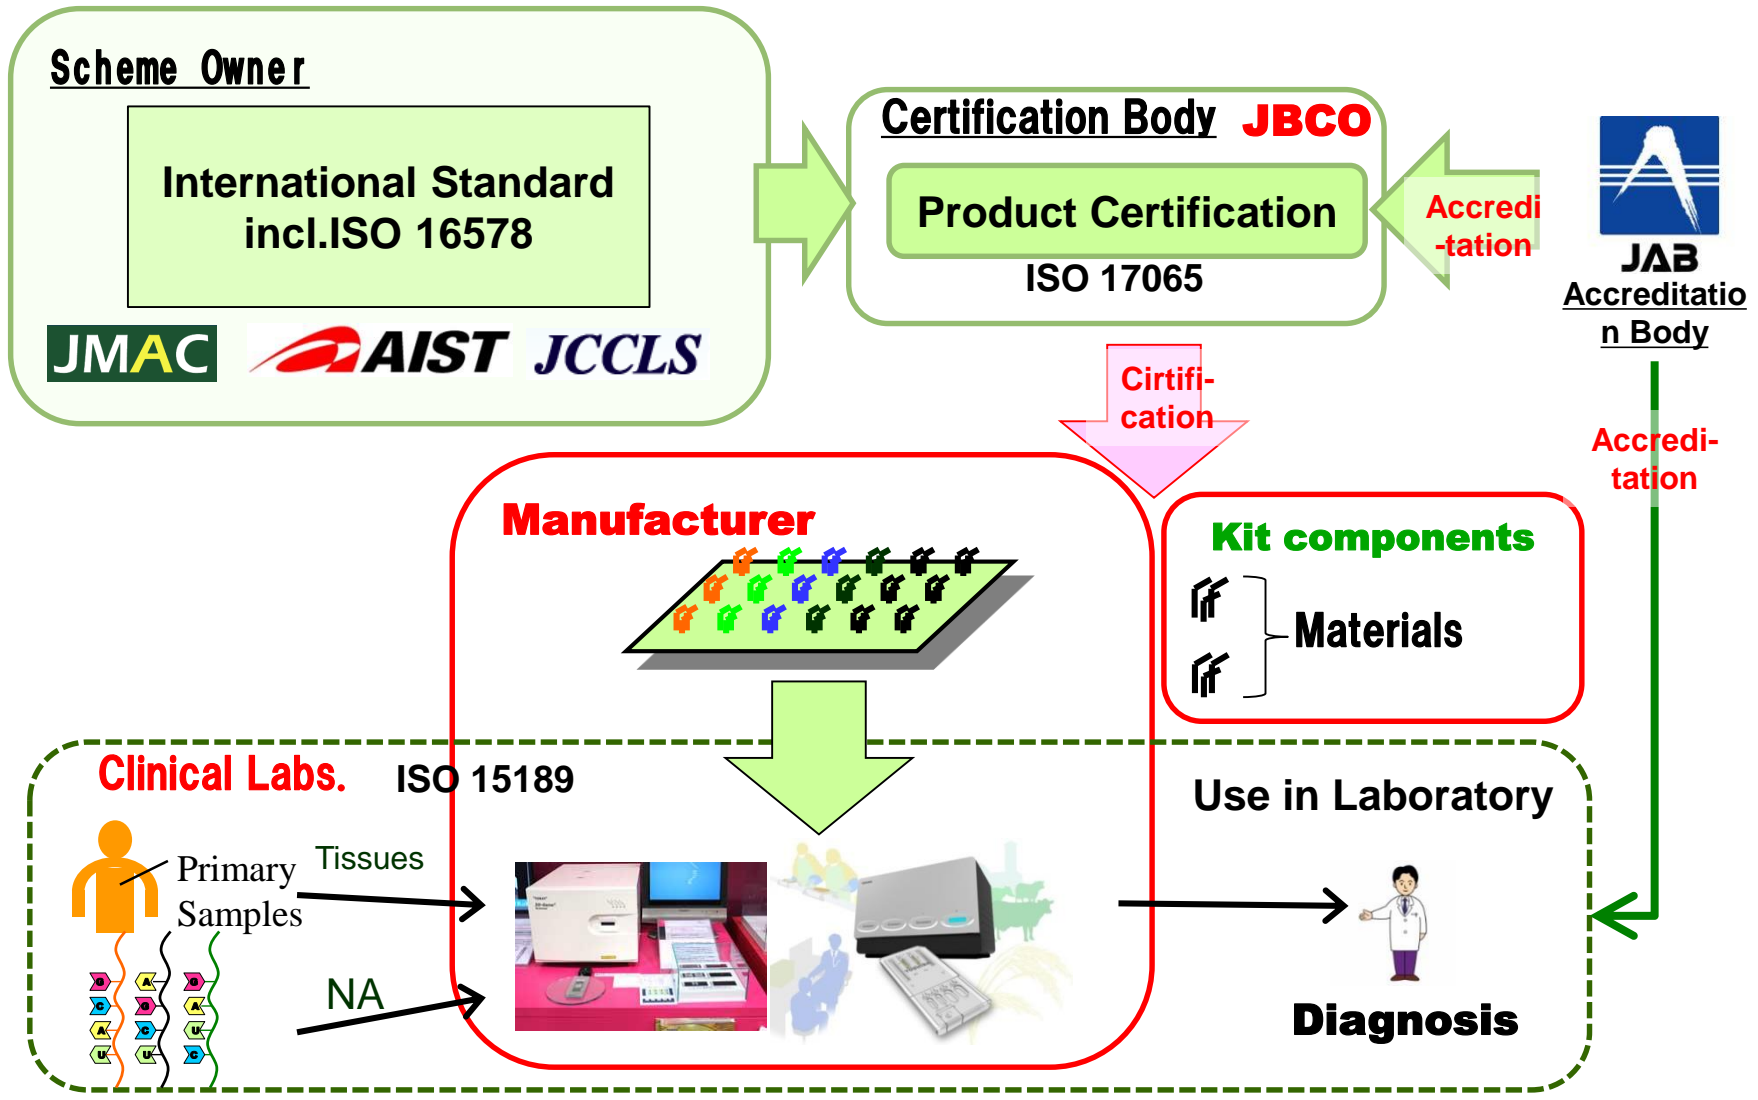 Scheme Owner
International Standard
incl.ISO 16578
JMAC
AIST
JCCLS
Certification Body JBCO
Product Certification
ISO 17065
Accredi
-tation
JAB
Accreditatio
n Body
Cirtifi-
cation
Accredi-
tation
Manufacturer
Kit components
Materials
Clinical Labs.
ISO 15189
Use in Laboratory
Primary
Samples
Tissues
NA
G A G
C G A
A C U
U U C
Diagnosis